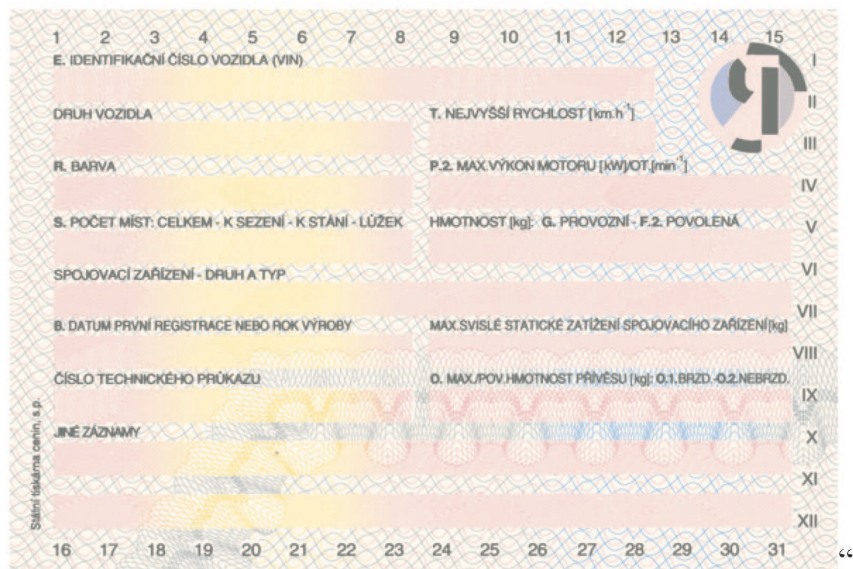 1 2 3 4 5 6 7 8 9 10 11 12 13 14 15
E. IDENTIFIKAČNÍ ČÍSLO VOZIDLA (VIN)
I
II
DRUH VOZIDLA T. NEJVYŠŠÍ RYCHLOST [km.h⁻¹]
III
R. BARVA P.2. MAX.VÝKON MOTORU [kW]/OT.[min⁻¹]
IV
S. POČET MÍST: CELKEM - K SEZENÍ - K STÁNÍ - LŮŽEK HMOTNOST [kg]: G. PROVOZNÍ - F.2. POVOLENÁ V
SPOJOVACÍ ZAŘÍZENÍ - DRUH A TYP VI
VII
B. DATUM PRVNÍ REGISTRACE NEBO ROK VÝROBY MAX.SVISLÉ STATICKÉ ZATÍŽENÍ SPOJOVACÍHO ZAŘÍZENÍ[kg]
VIII
ČÍSLO TECHNICKÉHO PRŮKAZU O. MAX./POV.HMOTNOST PŘÍVĚSU [kg]: O.1.BRZD.-O.2.NEBRZD.
IX
JINÉ ZÁZNAMY X
XI
XII
16 17 18 19 20 21 22 23 24 25 26 27 28 29 30 31
Státní tiskárna cenin, s.p.
“